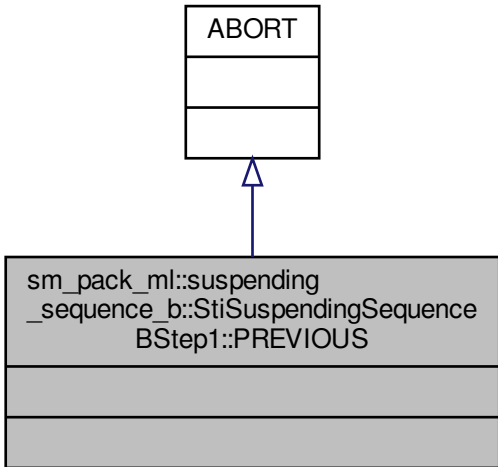 ABORT
sm_pack_ml::suspending
_sequence_b::StiSuspendingSequence
BStep1::PREVIOUS